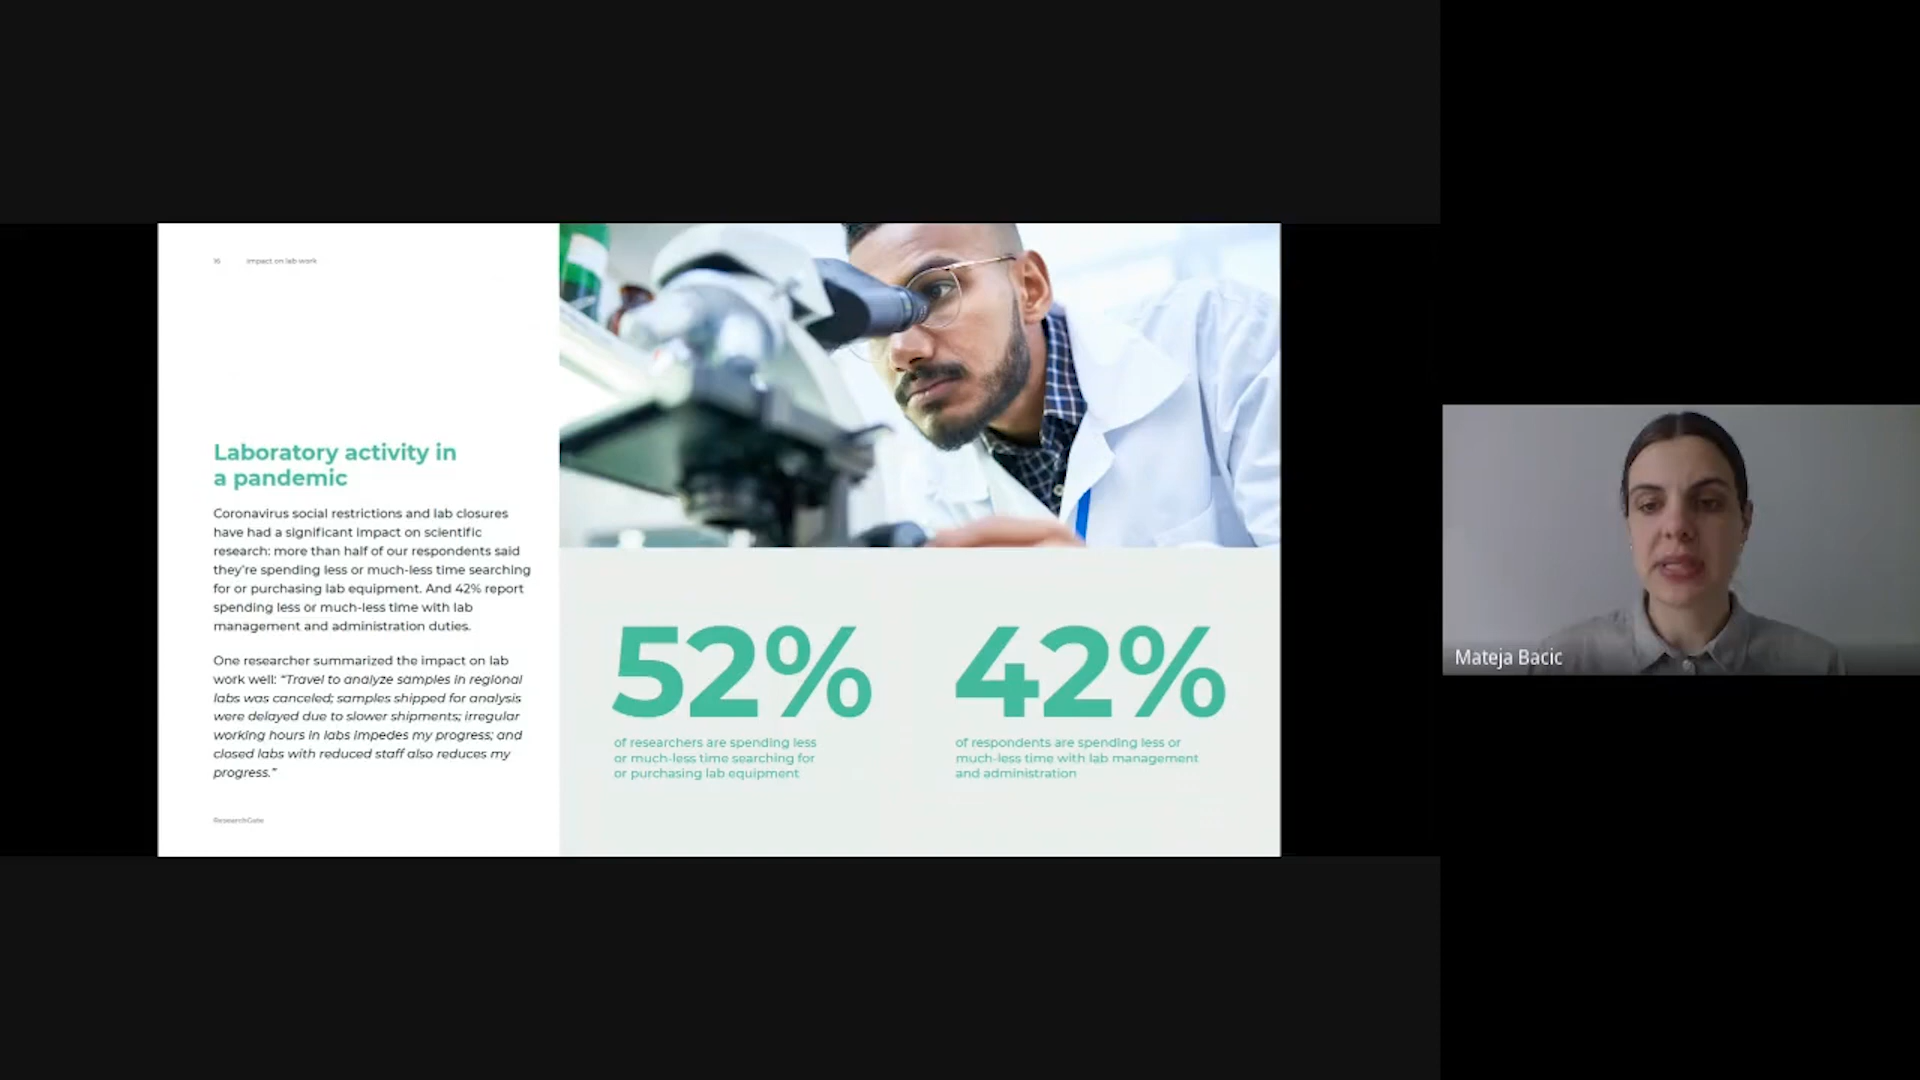 16 impact on lab work
Laboratory activity in
a pandemic
Coronavirus social restrictions and lab closures
have had a significant impact on scientific
research: more than half of our respondents said
they're spending less or much-less time searching
for or purchasing lab equipment. And 42% report
spending less or much-less time with lab
management and administration duties.
One researcher summarized the impact on lab
work well: “Travel to analyze samples in regional
labs was canceled; samples shipped for analysis
were delayed due to slower shipments; irregular
working hours in labs impedes my progress; and
closed labs with reduced staff also reduces my
progress.”
ResearchGate
52%
of researchers are spending less
or much-less time searching for
or purchasing lab equipment
42%
of respondents are spending less or
much-less time with lab management
and administration
Mateja Bacic